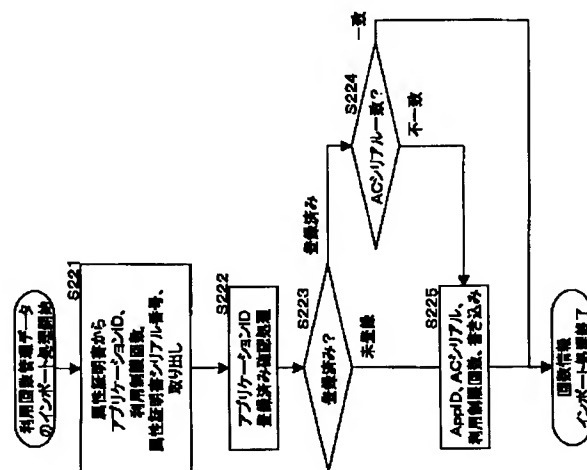 利用回数管理データ
のインポート処理開始
S221
属性証明書から
アプリケーションID、
利用制限回数、
属性証明書シリアル番号、
取り出し
S222
アプリケーションID
登録済み確認処理
S223
登録済み?
登録済み
未登録
S224
ACシリアル一致?
一致
不一致
S225
AppID、ACシリアル、
利用制限回数、書き込み
回数情報
インポート処理終了